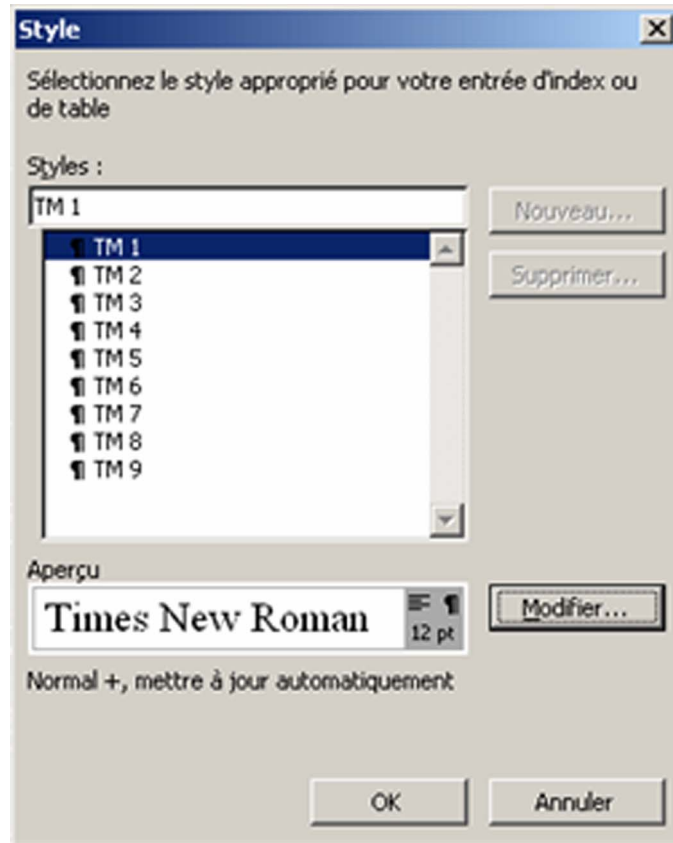 Style
Sélectionnez le style approprié pour votre entrée d'index ou
de table
Styles :
TM 1
Nouveau...
¶ TM 1
¶ TM 2
Supprimer...
¶ TM 3
¶ TM 4
¶ TM 5
¶ TM 6
¶ TM 7
¶ TM 8
¶ TM 9
Aperçu
Times New Roman
¶
12 pt
Modifier...
Normal +, mettre à jour automatiquement
OK
Annuler